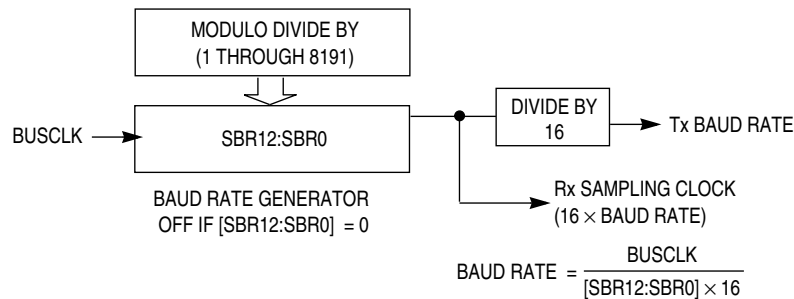 MODULO DIVIDE BY
(1 THROUGH 8191)
BUSCLK
SBR12:SBR0
DIVIDE BY
16
Tx BAUD RATE
BAUD RATE GENERATOR
OFF IF [SBR12:SBR0] = 0
Rx SAMPLING CLOCK
(16 × BAUD RATE)
BAUD RATE =
BUSCLK
[SBR12:SBR0] × 16